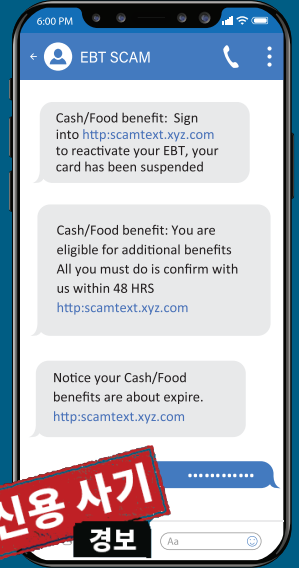 6:00 PM
EBT SCAM
Cash/Food benefit: Sign
into http:scamtext.xyz.com
to reactivate your EBT, your
card has been suspended
Cash/Food benefit: You are
eligible for additional benefits
All you must do is confirm with
us within 48 HRS
http:scamtext.xyz.com
Notice your Cash/Food
benefits are about expire.
http:scamtext.xyz.com
신용 사기
경보
Aa